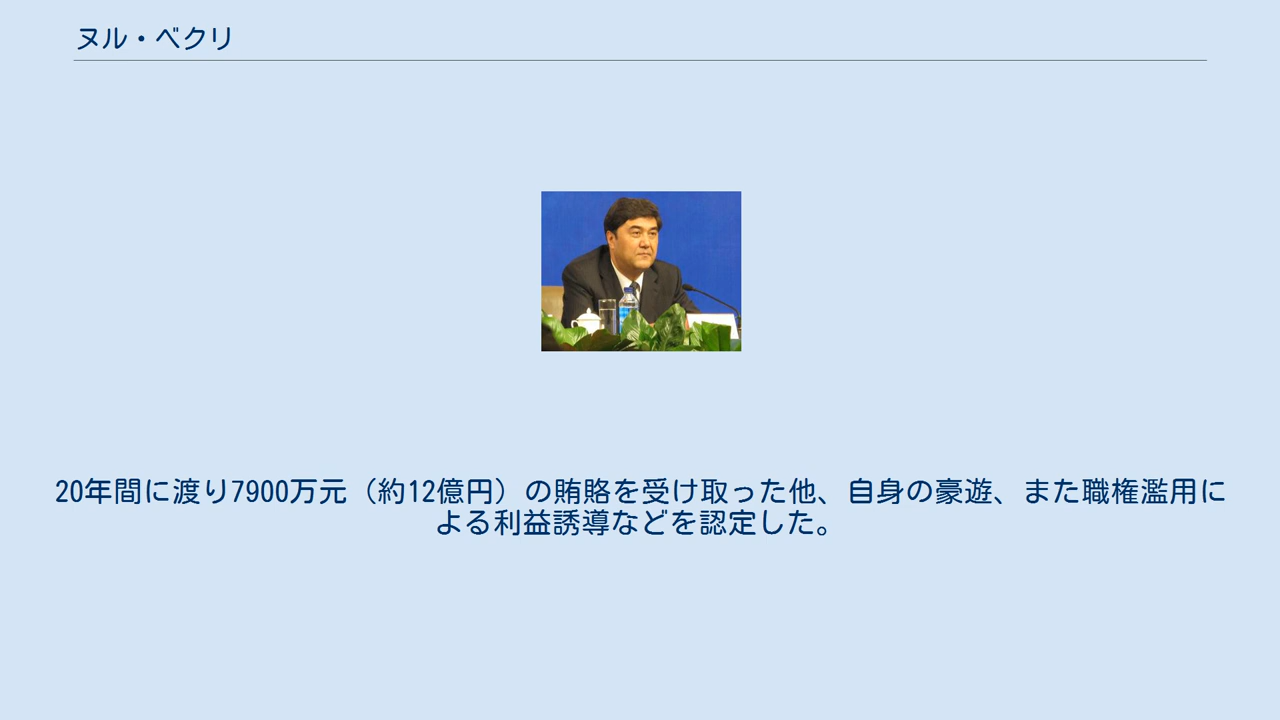 ヌル・ベクリ
20年間に渡り7900万元（約12億円）の賄賂を受け取った他、自身の豪遊、また職権濫用に
よる利益誘導などを認定した。